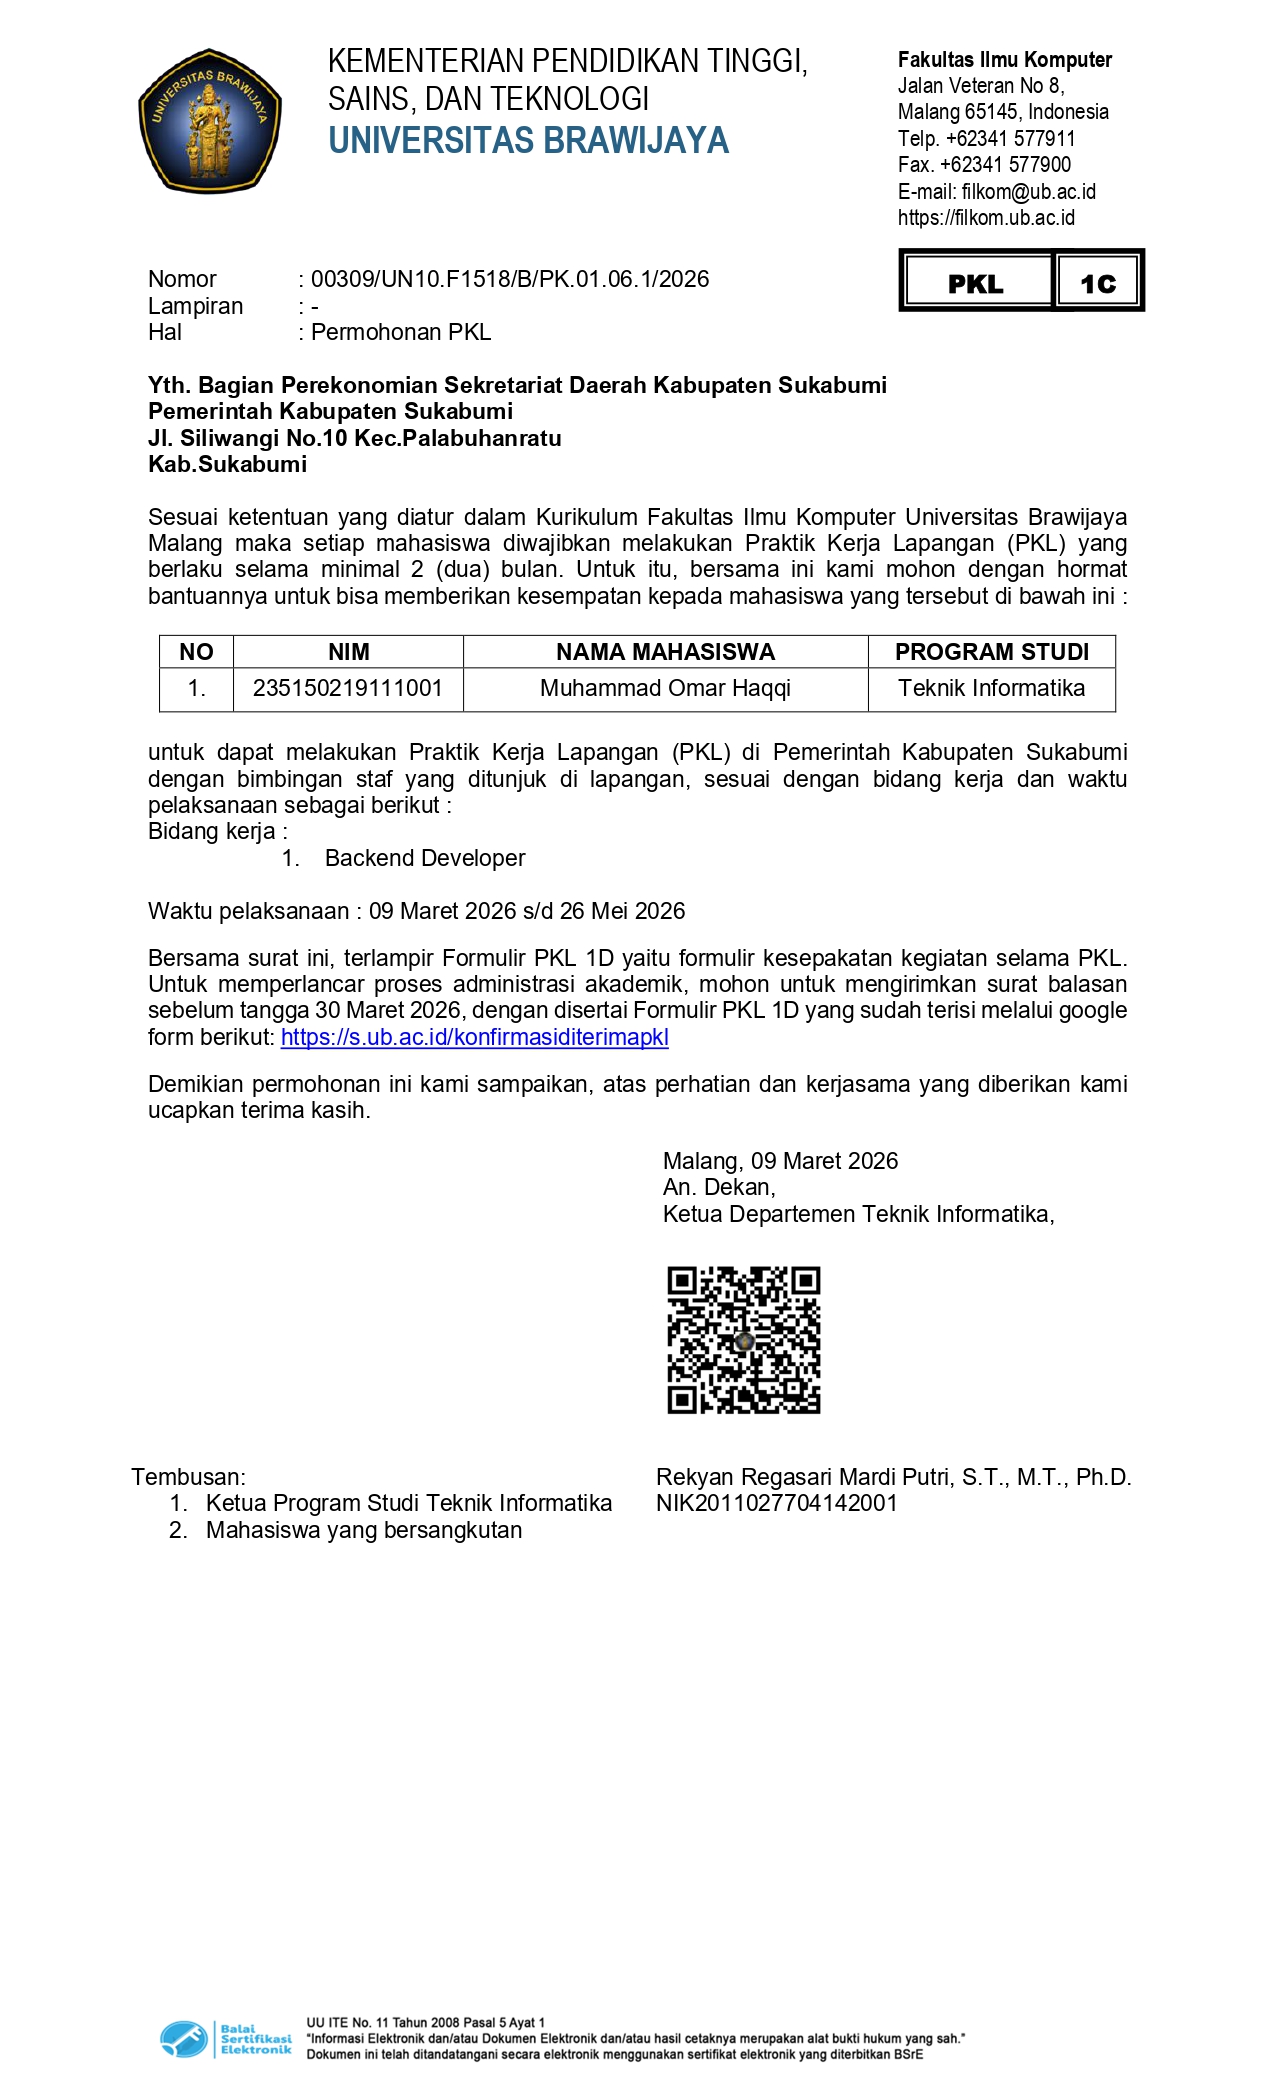 UNIVERSITAS BRAWIJAYA
KEMENTERIAN PENDIDIKAN TINGGI,
SAINS, DAN TEKNOLOGI
UNIVERSITAS BRAWIJAYA
Fakultas Ilmu Komputer
Jalan Veteran No 8,
Malang 65145, Indonesia
Telp. +62341 577911
Fax. +62341 577900
E-mail: filkom@ub.ac.id
https://filkom.ub.ac.id
PKL 1C
Nomor : 00309/UN10.F1518/B/PK.01.06.1/2026
Lampiran : -
Hal : Permohonan PKL
Yth. Bagian Perekonomian Sekretariat Daerah Kabupaten Sukabumi
Pemerintah Kabupaten Sukabumi
Jl. Siliwangi No.10 Kec.Palabuhanratu
Kab.Sukabumi
Sesuai ketentuan yang diatur dalam Kurikulum Fakultas Ilmu Komputer Universitas Brawijaya
Malang maka setiap mahasiswa diwajibkan melakukan Praktik Kerja Lapangan (PKL) yang
berlaku selama minimal 2 (dua) bulan. Untuk itu, bersama ini kami mohon dengan hormat
bantuannya untuk bisa memberikan kesempatan kepada mahasiswa yang tersebut di bawah ini :
NO NIM NAMA MAHASISWA PROGRAM STUDI
1. 235150219111001 Muhammad Omar Haqqi Teknik Informatika
untuk dapat melakukan Praktik Kerja Lapangan (PKL) di Pemerintah Kabupaten Sukabumi
dengan bimbingan staf yang ditunjuk di lapangan, sesuai dengan bidang kerja dan waktu
pelaksanaan sebagai berikut :
Bidang kerja :
1. Backend Developer
Waktu pelaksanaan : 09 Maret 2026 s/d 26 Mei 2026
Bersama surat ini, terlampir Formulir PKL 1D yaitu formulir kesepakatan kegiatan selama PKL.
Untuk memperlancar proses administrasi akademik, mohon untuk mengirimkan surat balasan
sebelum tangga 30 Maret 2026, dengan disertai Formulir PKL 1D yang sudah terisi melalui google
form berikut: https://s.ub.ac.id/konfirmasiditerimapkl
Demikian permohonan ini kami sampaikan, atas perhatian dan kerjasama yang diberikan kami
ucapkan terima kasih.
Malang, 09 Maret 2026
An. Dekan,
Ketua Departemen Teknik Informatika,
Rekyan Regasari Mardi Putri, S.T., M.T., Ph.D.
NIK2011027704142001
Tembusan:
1. Ketua Program Studi Teknik Informatika
2. Mahasiswa yang bersangkutan
Balai
Sertifikasi
Elektronik
UU ITE No. 11 Tahun 2008 Pasal 5 Ayat 1
"Informasi Elektronik dan/atau Dokumen Elektronik dan/atau hasil cetaknya merupakan alat bukti hukum yang sah."
Dokumen ini telah ditandatangani secara elektronik menggunakan sertifikat elektronik yang diterbitkan BSrE